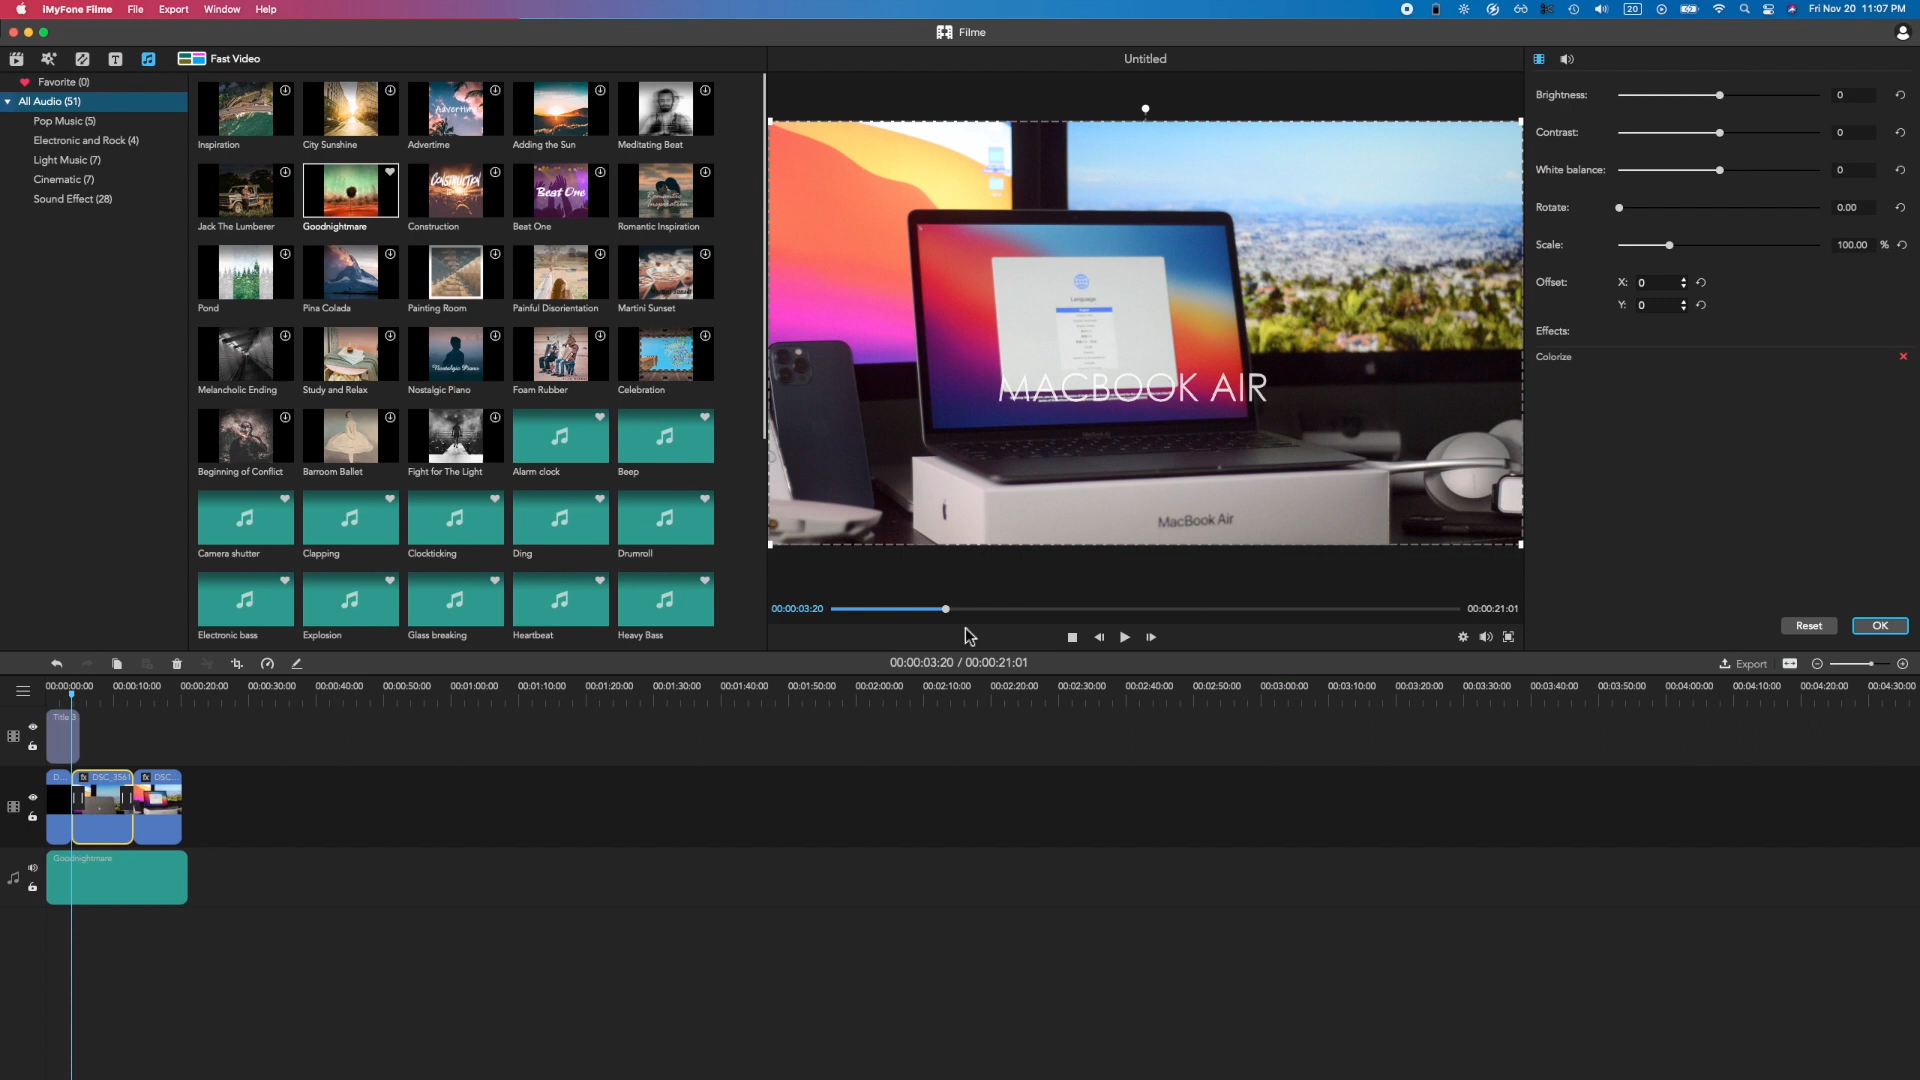 iMyFone Filme File Export Window Help
20
Fri Nov 20 11:07 PM
Filme
Fast Video
Untitled
Favorite (0)
All Audio (51)
Pop Music (5)
Electronic and Rock (4)
Light Music (7)
Cinematic (7)
Sound Effect (28)
Advertime
Inspiration City Sunshine Advertime Adding the Sun Meditating Beat
CONSTRUCTION
Beat One
Romantic Inspiration
Jack The Lumberer Goodnightmare Construction Beat One Romantic Inspiration
Pond Pina Colada Painting Room Painful Disorientation Martini Sunset
Nostalgic Piano
Melancholic Ending Study and Relax Nostalgic Piano Foam Rubber Celebration
Beginning of Conflict Barroom Ballet Fight for The Light Alarm clock Beep
Camera shutter Clapping Clockticking Ding Drumroll
Electronic bass Explosion Glass breaking Heartbeat Heavy Bass
Language
MACBOOK AIR
MacBook Air
00:00:03:20 00:00:21:01
Brightness: 0
Contrast: 0
White balance: 0
Rotate: 0.00
Scale: 100.00 %
Offset: X: 0
Y: 0
Effects:
Colorize
Reset OK
00:00:03:20 / 00:00:21:01
Export
00:00:00:00 00:00:10:00 00:00:20:00 00:00:30:00 00:00:40:00 00:00:50:00 00:01:00:00 00:01:10:00 00:01:20:00 00:01:30:00 00:01:40:00 00:01:50:00 00:02:00:00 00:02:10:00 00:02:20:00 00:02:30:00 00:02:40:00 00:02:50:00 00:03:00:00 00:03:10:00 00:03:20:00 00:03:30:00 00:03:40:00 00:03:50:00 00:04:00:00 00:04:10:00 00:04:20:00 00:04:30:00
Title 3
D... fx DSC_3561 fx DSC...
Goodnightmare